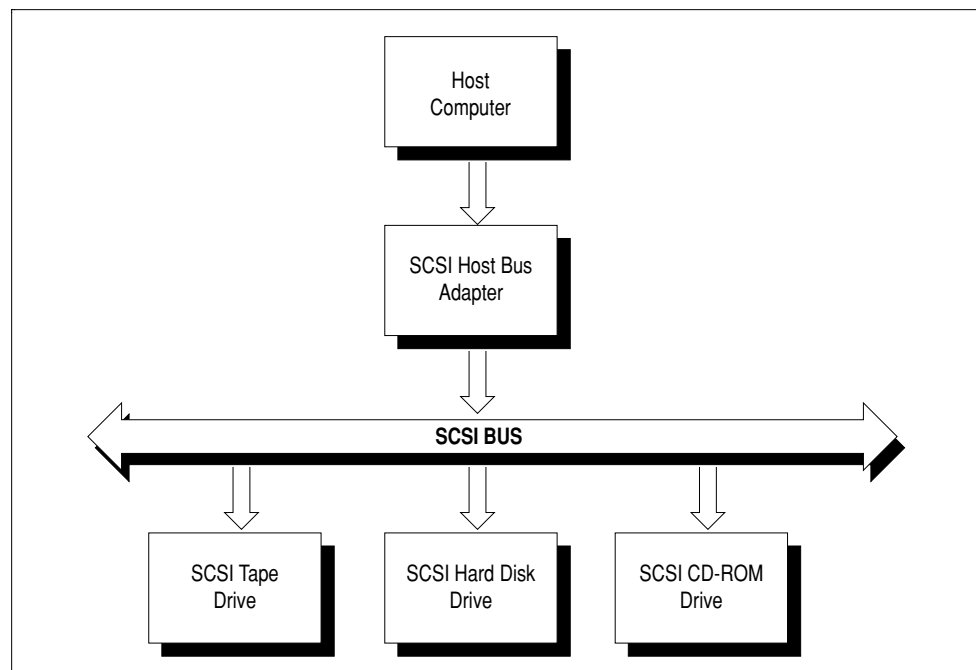 Host
Computer
SCSI Host Bus
Adapter
SCSI BUS
SCSI Tape
Drive
SCSI Hard Disk
Drive
SCSI CD-ROM
Drive